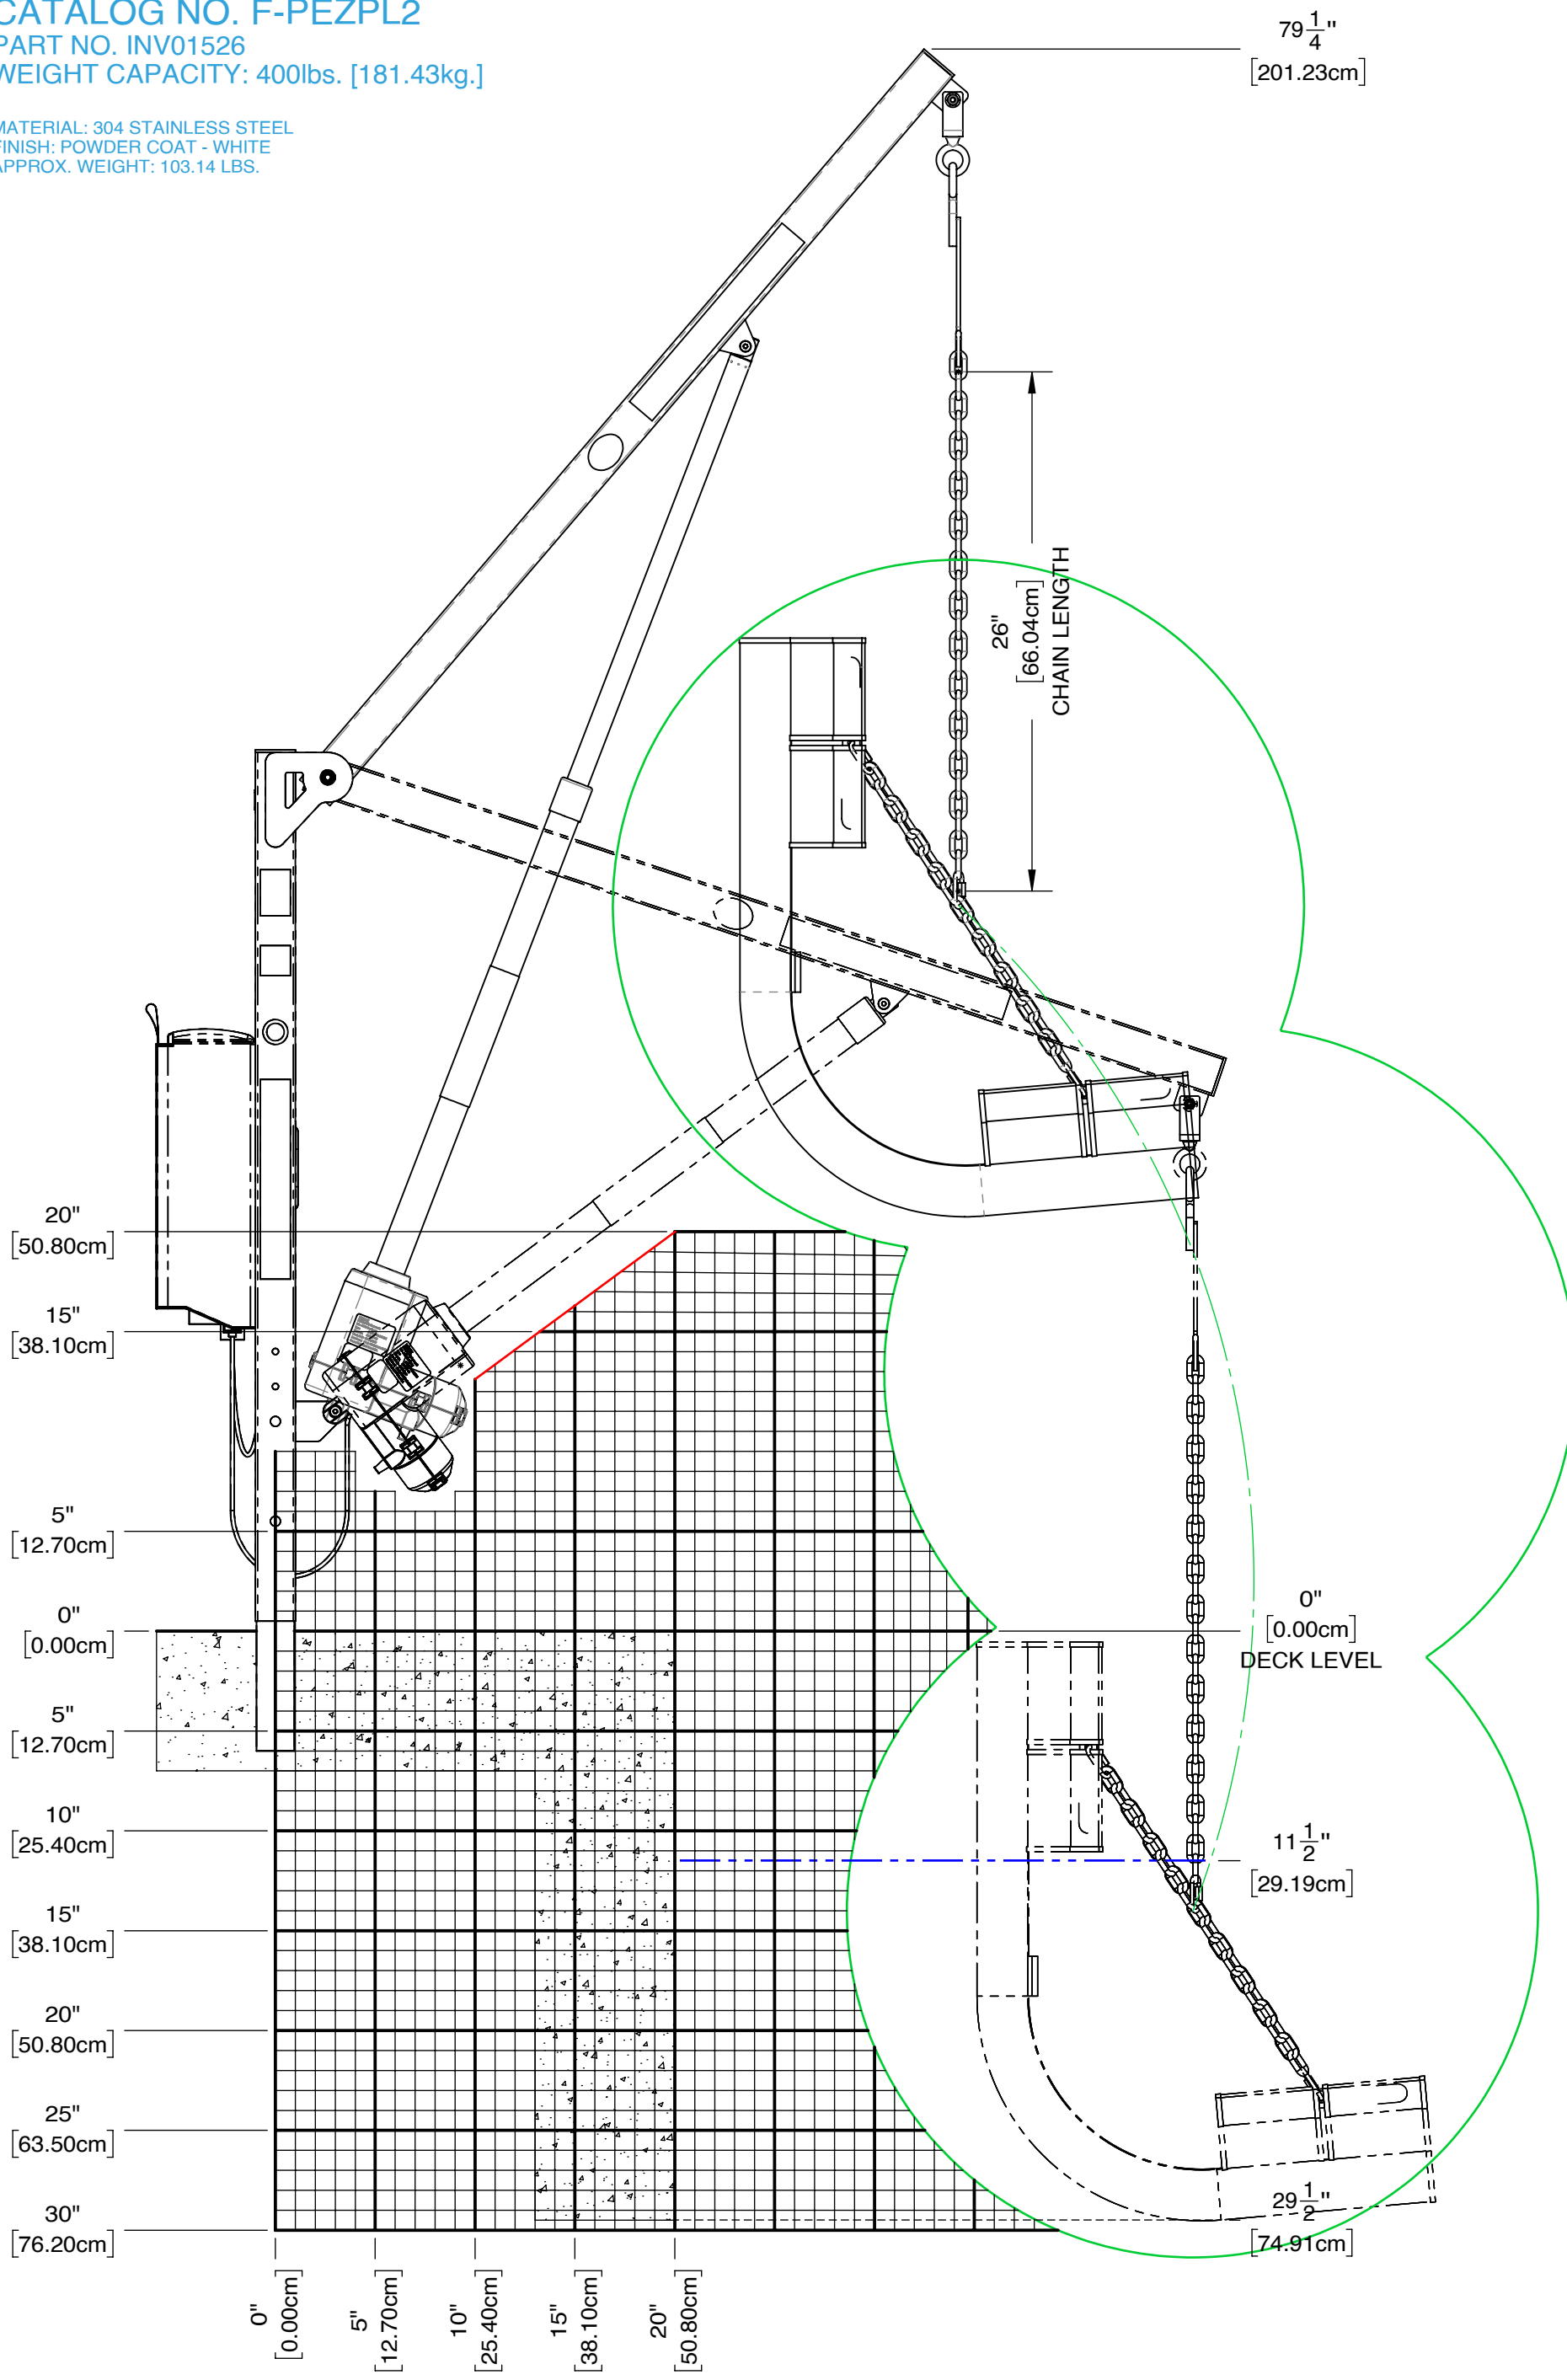 CATALOG NO. F-PEZPL2
PART NO. INV01526
WEIGHT CAPACITY: 400lbs. [181.43kg.]
MATERIAL: 304 STAINLESS STEEL
FINISH: POWDER COAT - WHITE
APPROX. WEIGHT: 103.14 LBS.
79 1/4"
[201.23cm]
26"
[66.04cm]
CHAIN LENGTH
20"
[50.80cm]
15"
[38.10cm]
5"
[12.70cm]
0"
[0.00cm]
0"
[0.00cm]
DECK LEVEL
5"
[12.70cm]
10"
[25.40cm]
11 1/2"
[29.19cm]
15"
[38.10cm]
20"
[50.80cm]
25"
[63.50cm]
30"
[76.20cm]
29 1/2"
[74.91cm]
0"
[0.00cm]
5"
[12.70cm]
10"
[25.40cm]
15"
[38.10cm]
20"
[50.80cm]